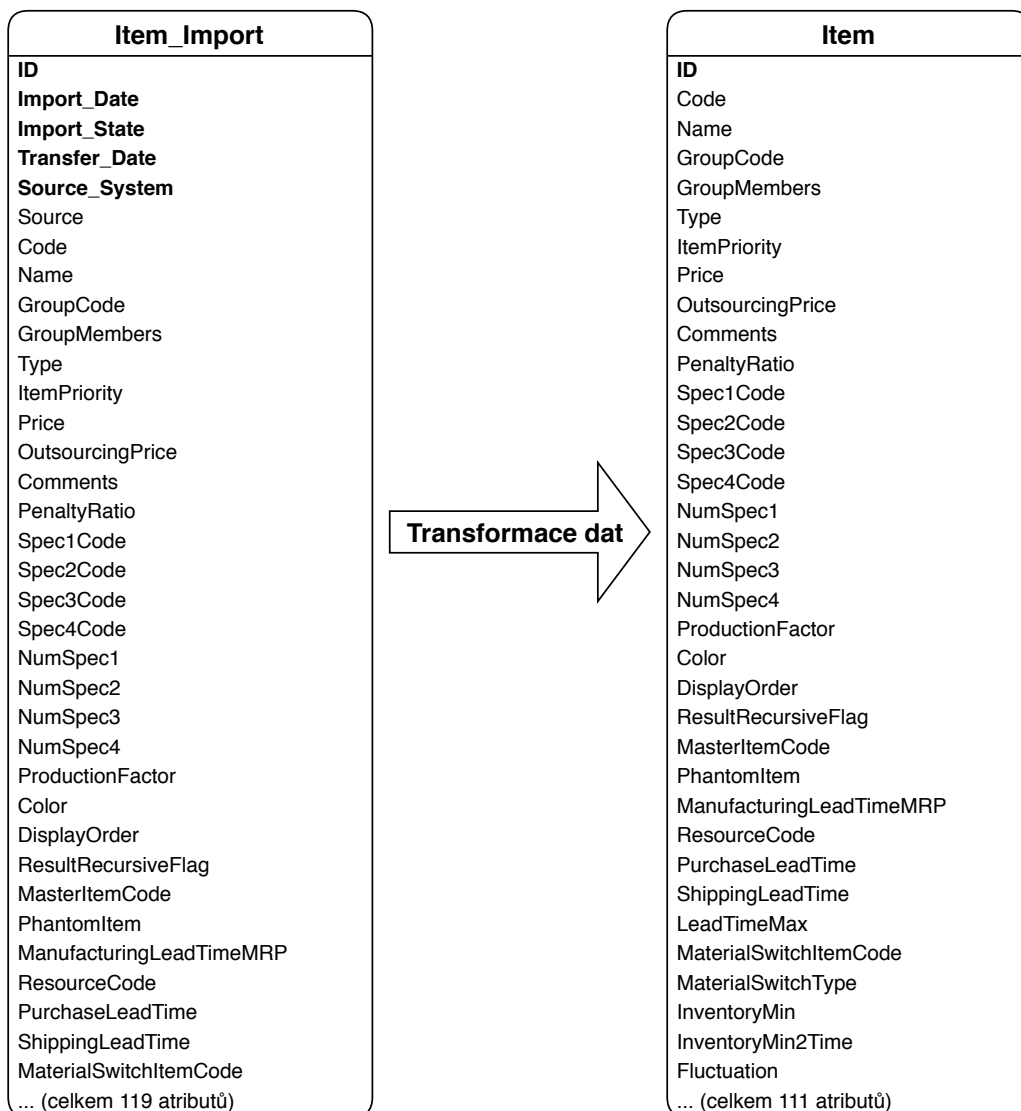 Item_Import
ID
Import_Date
Import_State
Transfer_Date
Source_System
Source
Code
Name
GroupCode
GroupMembers
Type
ItemPriority
Price
OutsourcingPrice
Comments
PenaltyRatio
Spec1Code
Spec2Code
Spec3Code
Spec4Code
NumSpec1
NumSpec2
NumSpec3
NumSpec4
ProductionFactor
Color
DisplayOrder
ResultRecursiveFlag
MasterItemCode
PhantomItem
ManufacturingLeadTimeMRP
ResourceCode
PurchaseLeadTime
ShippingLeadTime
MaterialSwitchItemCode
... (celkem 119 atributů)
Transformace dat
Item
ID
Code
Name
GroupCode
GroupMembers
Type
ItemPriority
Price
OutsourcingPrice
Comments
PenaltyRatio
Spec1Code
Spec2Code
Spec3Code
Spec4Code
NumSpec1
NumSpec2
NumSpec3
NumSpec4
ProductionFactor
Color
DisplayOrder
ResultRecursiveFlag
MasterItemCode
PhantomItem
ManufacturingLeadTimeMRP
ResourceCode
PurchaseLeadTime
ShippingLeadTime
LeadTimeMax
MaterialSwitchItemCode
MaterialSwitchType
InventoryMin
InventoryMin2Time
Fluctuation
... (celkem 111 atributů)